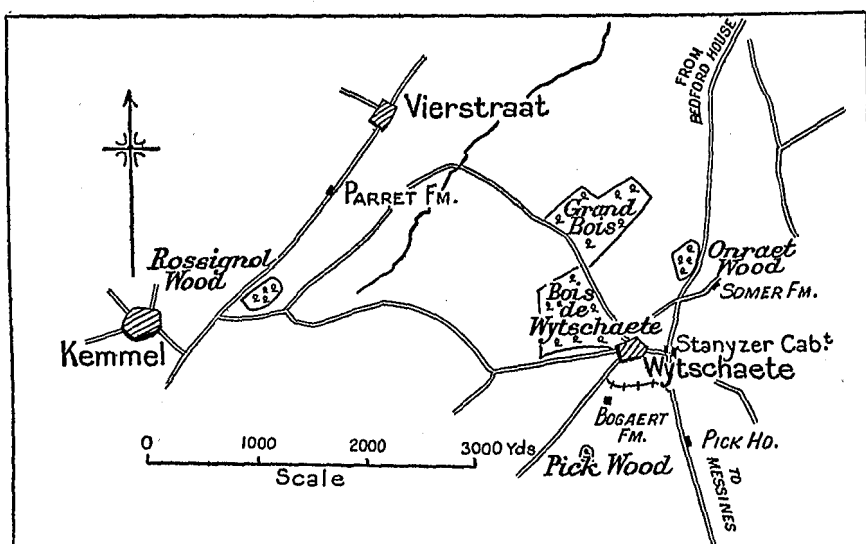 FROM
BEDFORD HOUSE
Vierstraat
PARRET FM.
Grand
Bois
Rossignol
Wood
Onraet
Wood
SOMER FM.
Bois
de
Wytschaete
Kemmel
Stanyzer Cabt.
Wytschaete
BOGAERT
FM.
PICK HO.
Pick Wood
TO
MESSINES
0 1000 2000 3000 Yds
Scale